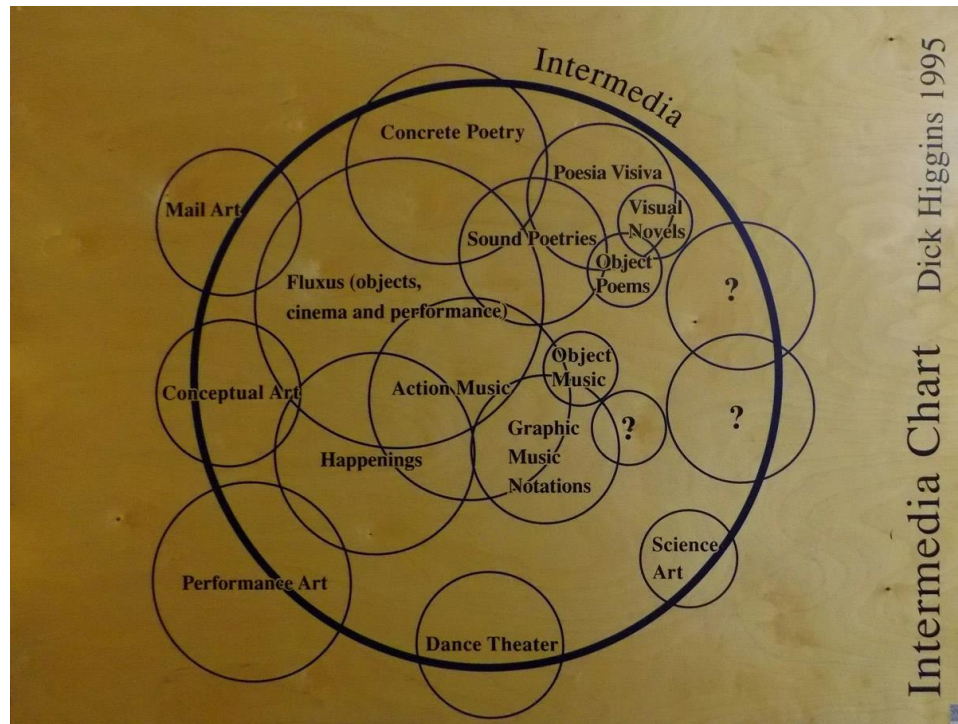 Intermedia
Concrete Poetry
Poesia Visiva
Mail Art
Visual
Novels
Sound Poetries
Object
Poems
Fluxus (objects,
cinema and performance)
?
Object
Music
Conceptual Art
Action Music
?
Graphic
Music
Notations
?
Happenings
Science
Art
Performance Art
Dance Theater
Intermedia Chart Dick Higgins 1995